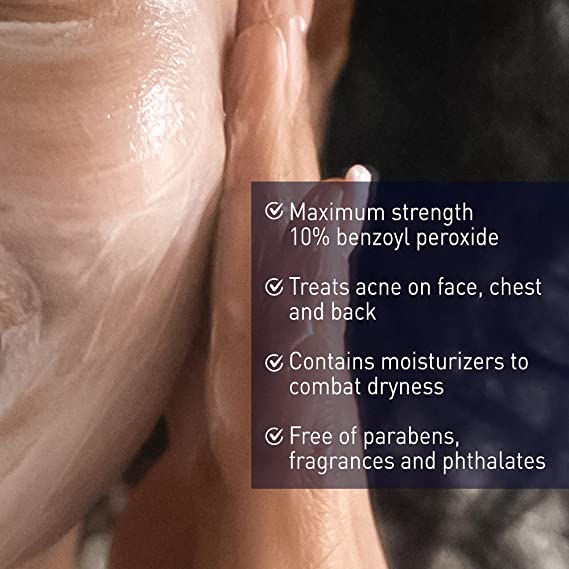 Maximum strength
10% benzoyl peroxide
Treats acne on face, chest
and back
Contains moisturizers to
combat dryness
Free of parabens,
fragrances and phthalates